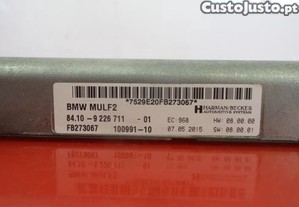 Custojusto.pt
*7529E20FB273067*
BMW MULF2
HARMAN/BECKER
AUTOMOTIVE SYSTEMS
84.10-9 226 711 -01
EC:968
HW: 08.00.00
FB273067
100991-10
07.05.2015
SW: 08.00.01